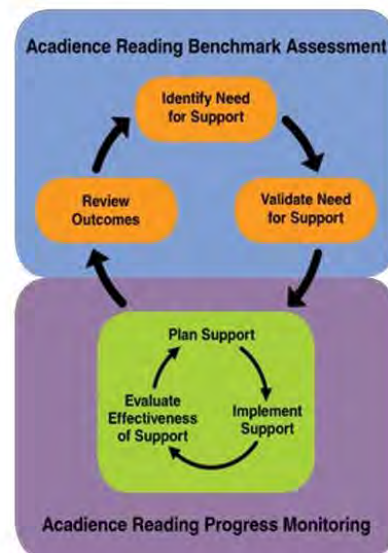 Acadience Reading Benchmark Assessment
Identify Need
for Support
Review
Outcomes
Validate Need
for Support
Plan Support
Evaluate
Effectiveness
of Support
Implement
Support
Acadience Reading Progress Monitoring